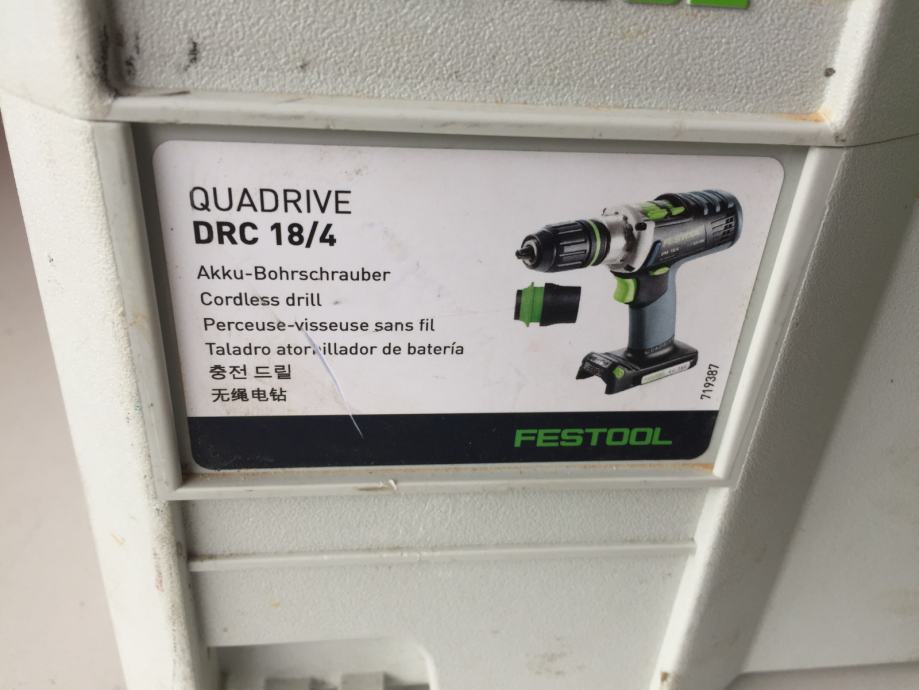 QUADRIVE
DRC 18/4
Akku-Bohrschrauber
Cordless drill
Perceuse-visseuse sans fil
Taladro atornillador de batería
충전 드릴
无绳电钻
FESTOOL
719387
FESTOOL